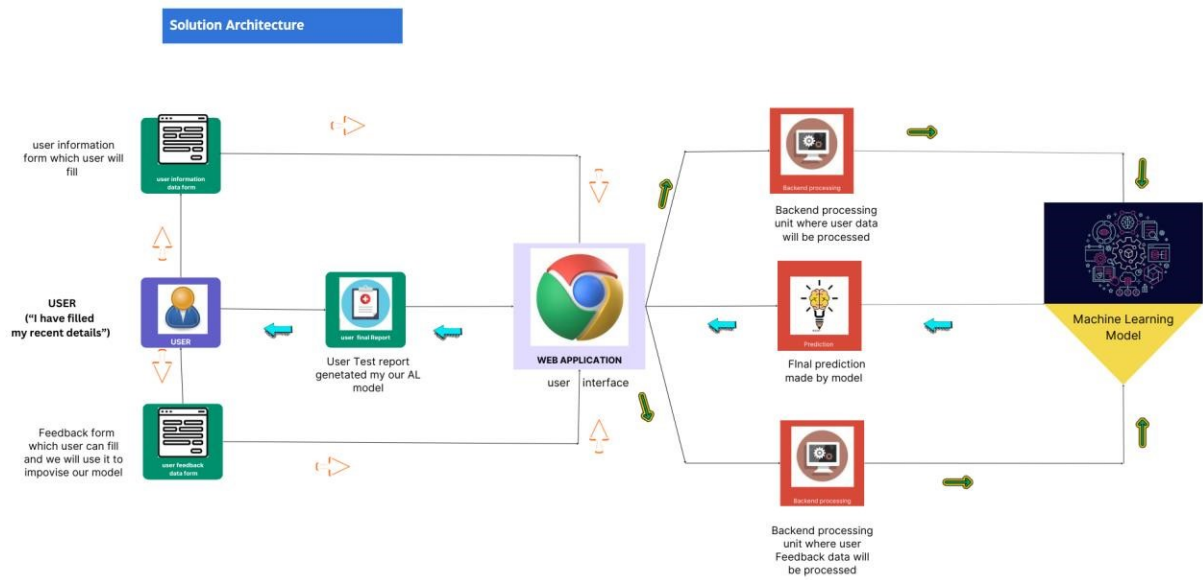 Solution Architecture
user information
form which user will
fill
user information
data form
Backend processing
Backend processing
unit where user data
will be processed
USER
(“I have filled
my recent details”)
USER
user final Report
User Test report
genetated my our AL
model
WEB APPLICATION
user interface
Prediction
FInal prediction
made by model
Machine Learning
Model
Feedback form
which user can fill
and we will use it to
impovise our model
user feedback
data form
Backend processing
Backend processing
unit where user
Feedback data will
be processed